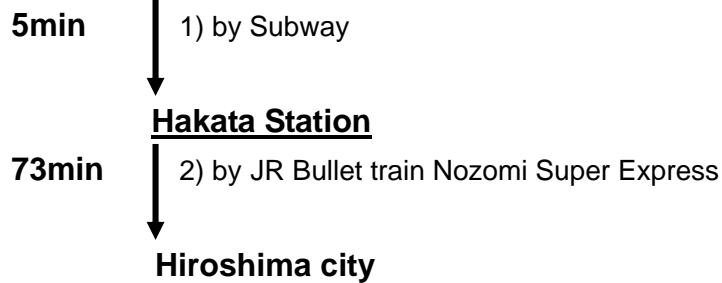 5min 1) by Subway
Hakata Station
73min 2) by JR Bullet train Nozomi Super Express
Hiroshima city